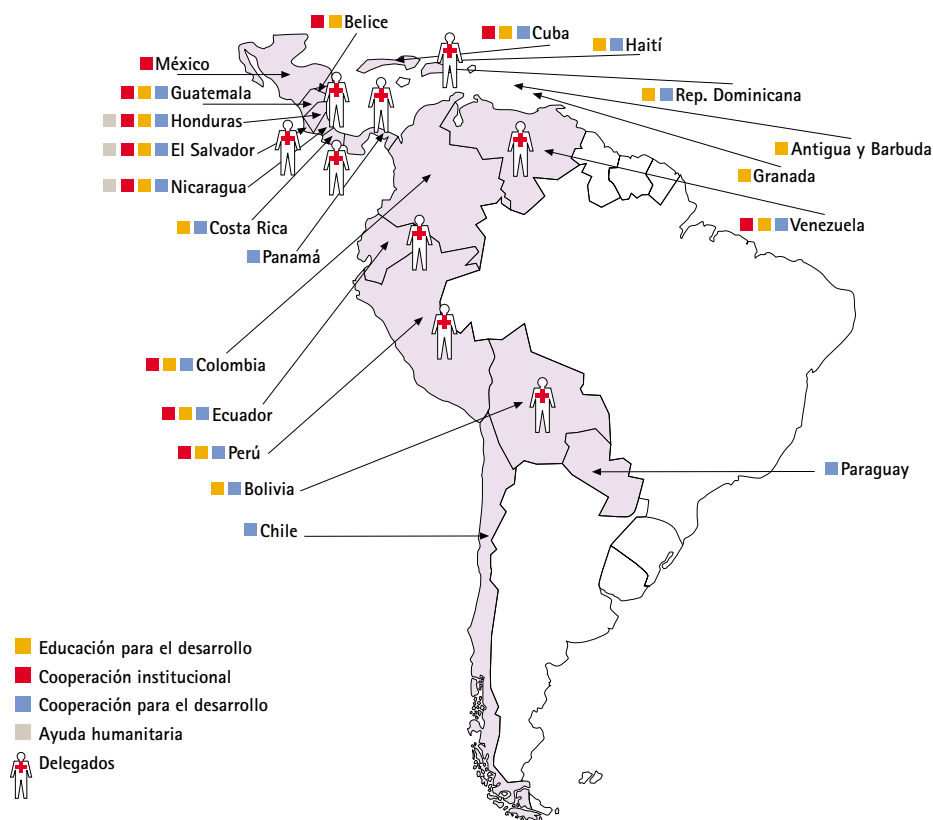 Belice
Cuba
Haití
México
Guatemala
Rep. Dominicana
Honduras
El Salvador
Antigua y Barbuda
Granada
Nicaragua
Costa Rica
Venezuela
Panamá
Colombia
Ecuador
Perú
Paraguay
Bolivia
Chile
Educación para el desarrollo
Cooperación institucional
Cooperación para el desarrollo
Ayuda humanitaria
Delegados